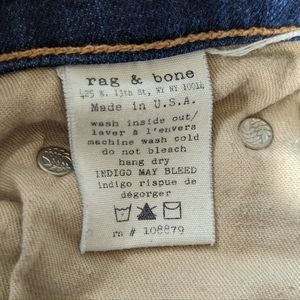 rag & bone
425 W. 13th St, NY NY 10014
Made in U.S.A.
wash inside out/
laver à l'envers
machine wash cold
do not bleach
hang dry
INDIGO MAY BLEED
indigo risque de
dégorger
rn # 108879